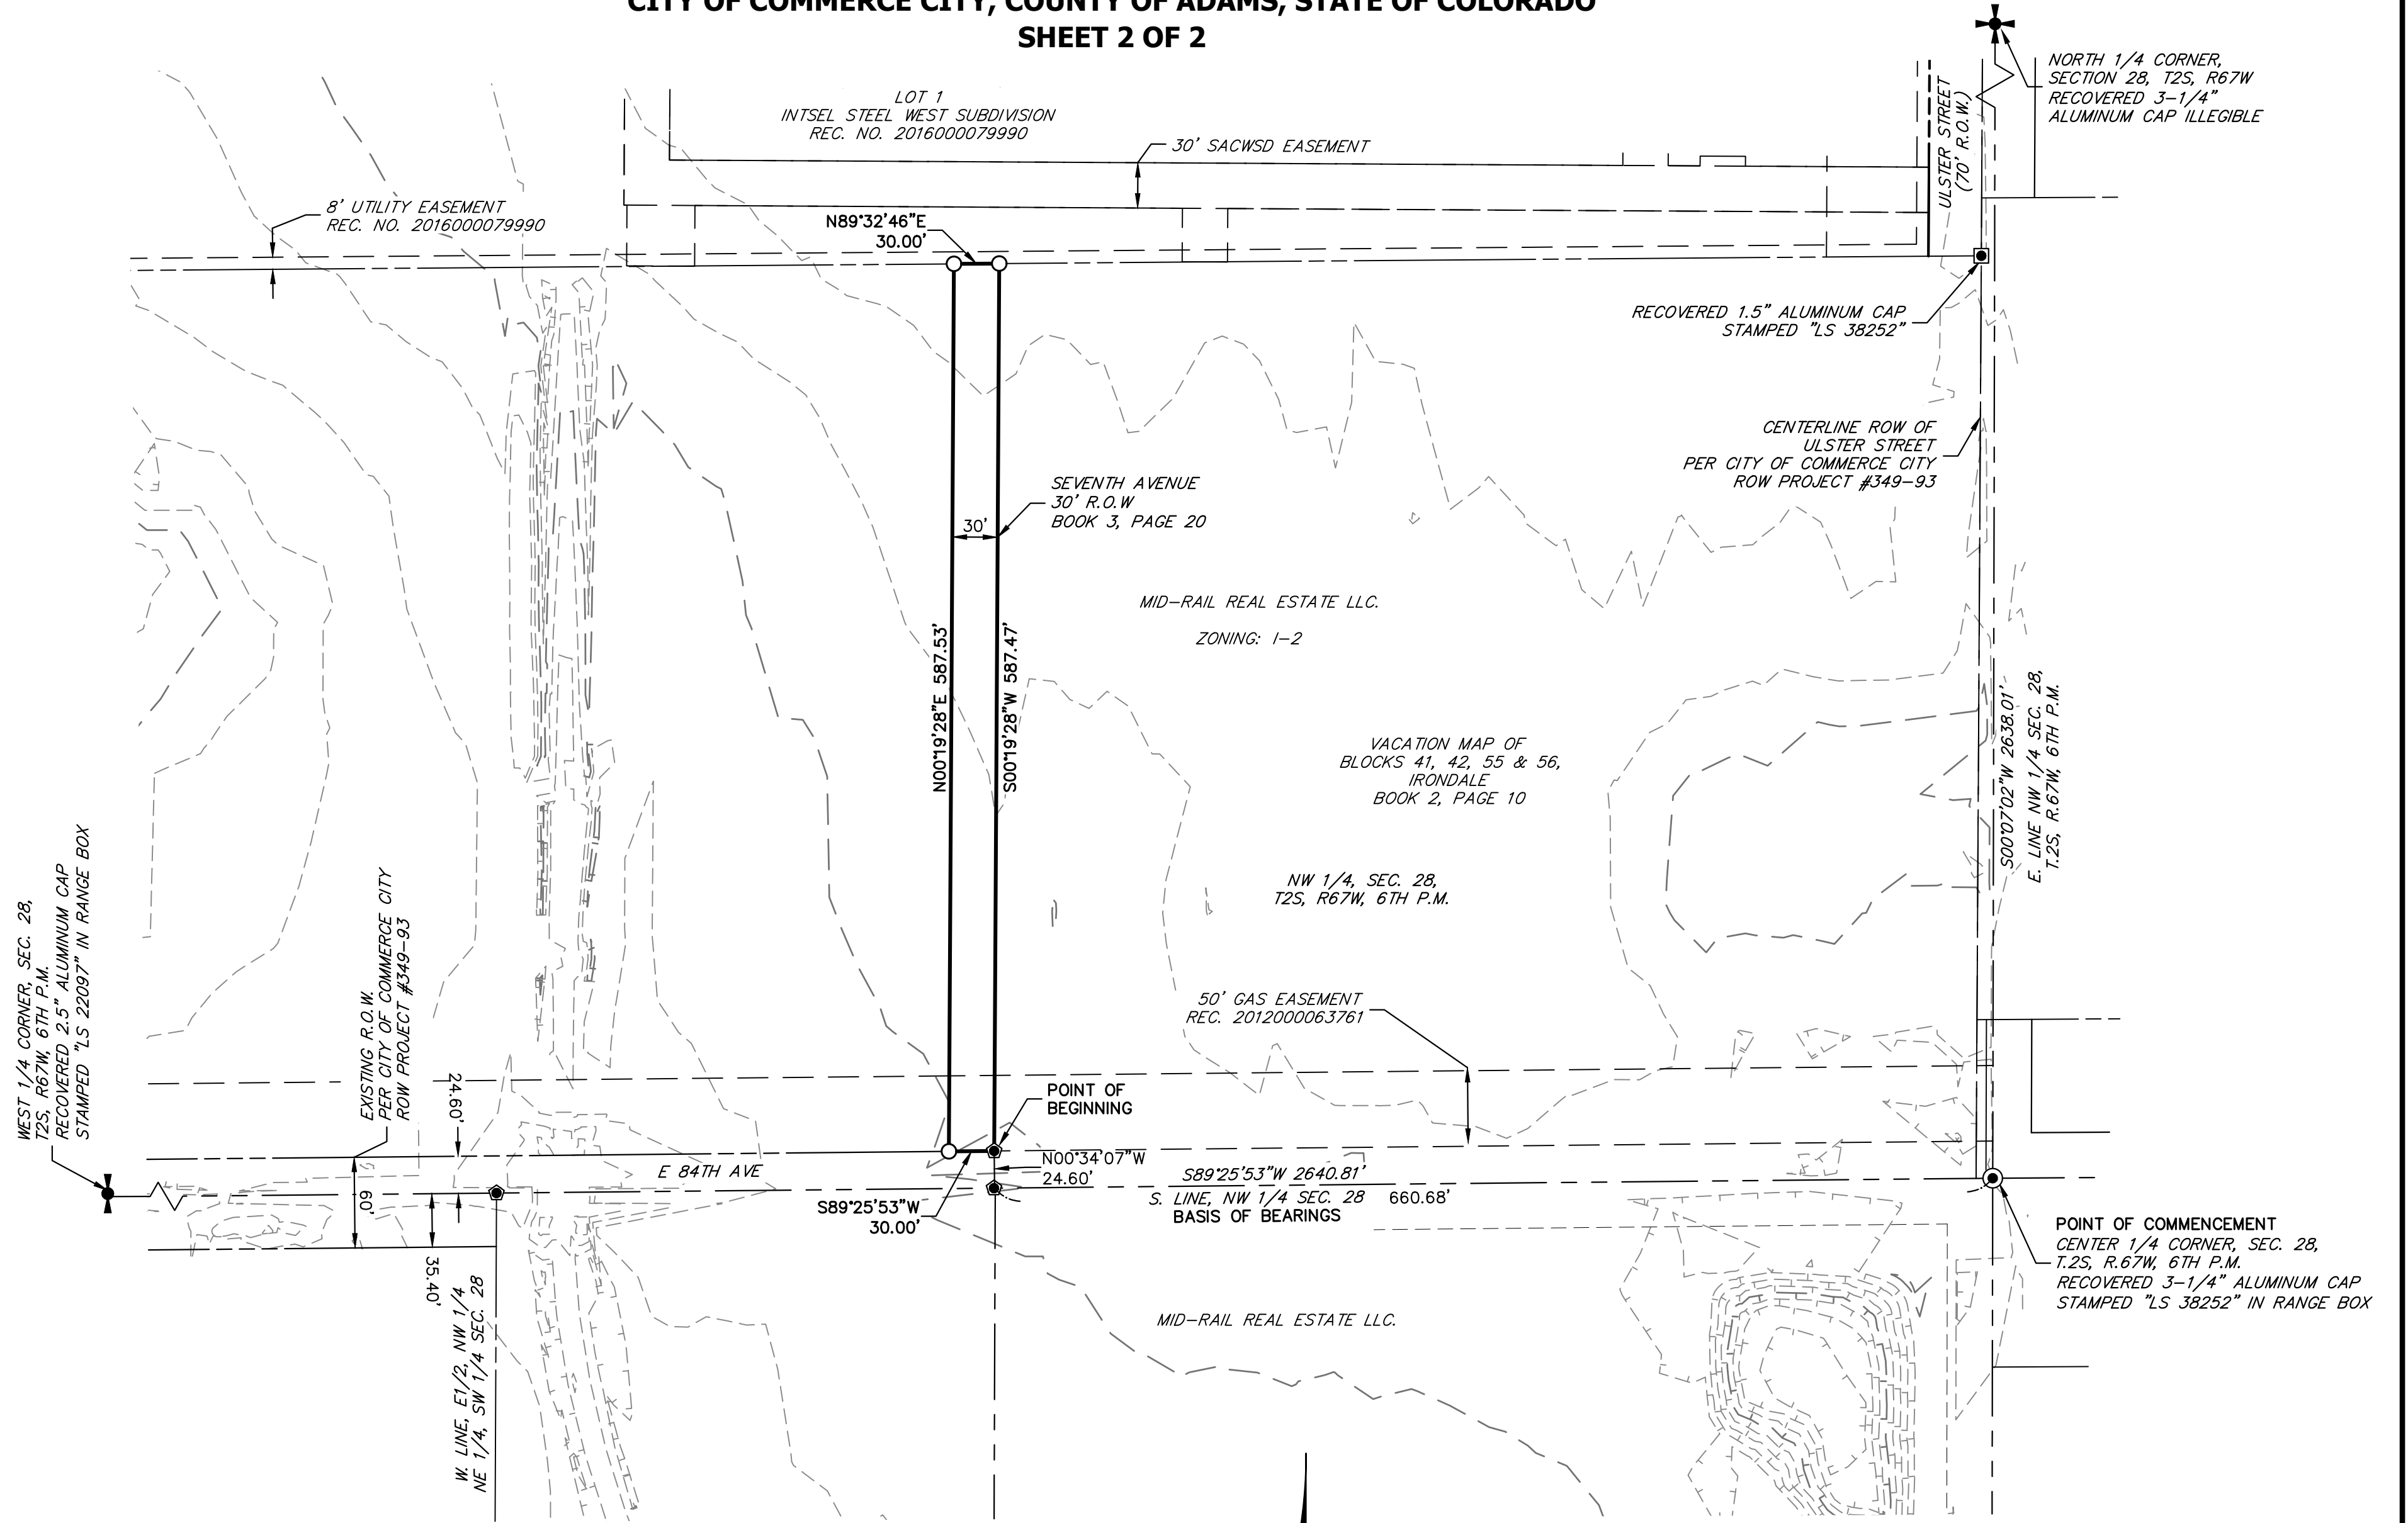 CITY OF COMMERCE CITY, COUNTY OF ADAMS, STATE OF COLORADO
SHEET 2 OF 2
NORTH 1/4 CORNER,
SECTION 28, T2S, R67W
RECOVERED 3-1/4"
ALUMINUM CAP ILLEGIBLE
ULSTER STREET
(70' R.O.W.)
LOT 1
INTSEL STEEL WEST SUBDIVISION
REC. NO. 2016000079990
30' SACWSD EASEMENT
8' UTILITY EASEMENT
REC. NO. 2016000079990
N89°32'46"E
30.00'
RECOVERED 1.5" ALUMINUM CAP
STAMPED "LS 38252"
CENTERLINE ROW OF
ULSTER STREET
PER CITY OF COMMERCE CITY
ROW PROJECT #349-93
SEVENTH AVENUE
30' R.O.W
BOOK 3, PAGE 20
30'
MID-RAIL REAL ESTATE LLC.
ZONING: I-2
N00°19'28"E 587.53'
S00°19'28"W 587.47'
S00°07'02"W 2638.01'
E. LINE NW 1/4 SEC. 28,
T.2S, R.67W, 6TH P.M.
VACATION MAP OF
BLOCKS 41, 42, 55 & 56,
IRONDALE
BOOK 2, PAGE 10
NW 1/4, SEC. 28,
T2S, R67W, 6TH P.M.
WEST 1/4 CORNER, SEC. 28,
T2S, R67W, 6TH P.M.
RECOVERED 2.5" ALUMINUM CAP
STAMPED "LS 22097" IN RANGE BOX
EXISTING R.O.W.
PER CITY OF COMMERCE CITY
ROW PROJECT #349-93
50' GAS EASEMENT
REC. 2012000063761
24.60'
POINT OF
BEGINNING
E 84TH AVE
N00°34'07"W
24.60'
S89°25'53"W 2640.81'
S. LINE, NW 1/4 SEC. 28 660.68'
BASIS OF BEARINGS
S89°25'53"W
30.00'
60'
35.40'
W. LINE, E1/2, NW 1/4
NE 1/4, SW 1/4 SEC. 28
POINT OF COMMENCEMENT
CENTER 1/4 CORNER, SEC. 28,
T.2S, R.67W, 6TH P.M.
RECOVERED 3-1/4" ALUMINUM CAP
STAMPED "LS 38252" IN RANGE BOX
MID-RAIL REAL ESTATE LLC.